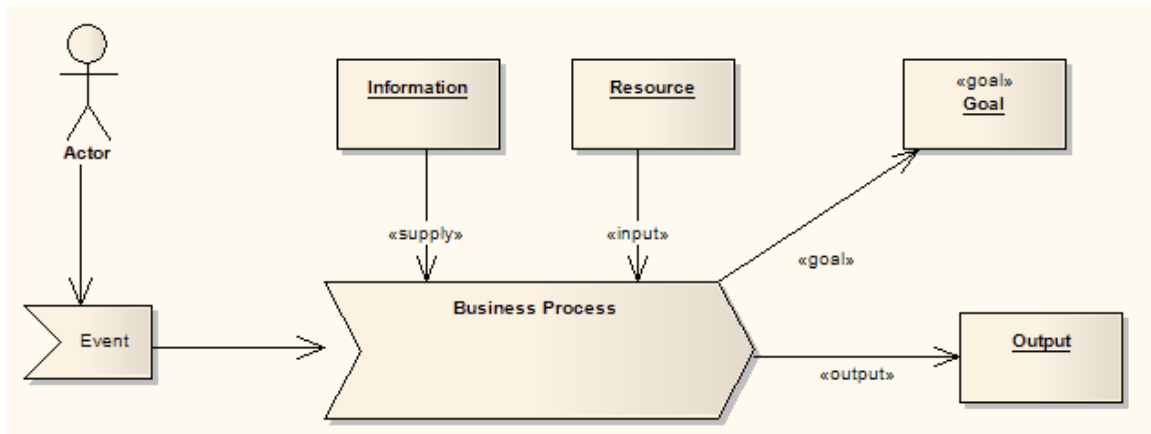 Information
Resource
«goal»
Goal
Actor
«supply»
«input»
«goal»
Business Process
Event
Output
«output»